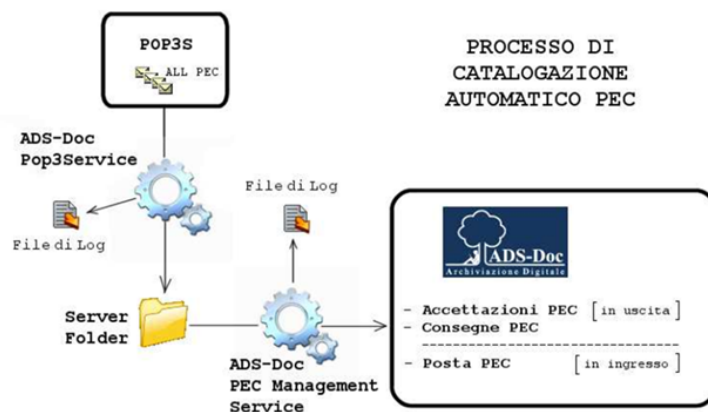 POP3S
ALL PEC
PROCESSO DI
CATALOGAZIONE
AUTOMATICO PEC
ADS-Doc
Pop3Service
File di Log
File di Log
ADS-Doc
Archiviazione Digitale
Server
Folder
- Accettazioni PEC [in uscita]
- Consegne PEC
- Posta PEC [in ingresso]
ADS-Doc
PEC Management
Service